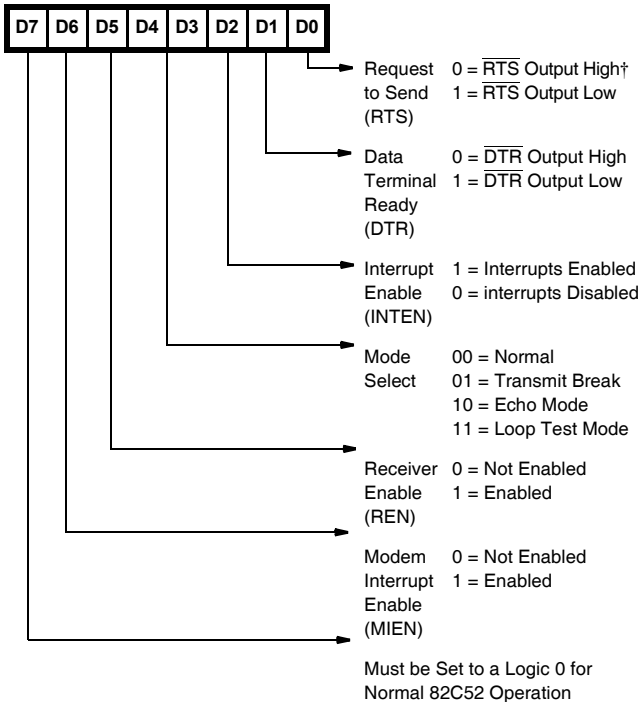 D7 D6 D5 D4 D3 D2 D1 D0
Request 0 = RTS Output High†
to Send 1 = RTS Output Low
(RTS)
Data 0 = DTR Output High
Terminal 1 = DTR Output Low
Ready
(DTR)
Interrupt 1 = Interrupts Enabled
Enable 0 = interrupts Disabled
(INTEN)
Mode 00 = Normal
Select 01 = Transmit Break
10 = Echo Mode
11 = Loop Test Mode
Receiver 0 = Not Enabled
Enable 1 = Enabled
(REN)
Modem 0 = Not Enabled
Interrupt 1 = Enabled
Enable
(MIEN)
Must be Set to a Logic 0 for
Normal 82C52 Operation